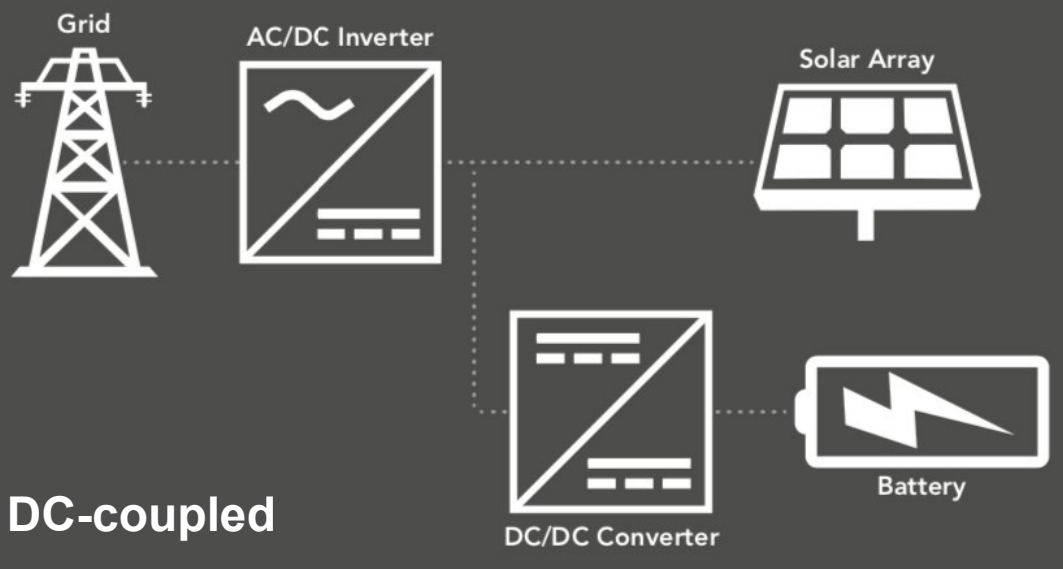 Grid
AC/DC Inverter
Solar Array
Battery
DC-coupled
DC/DC Converter